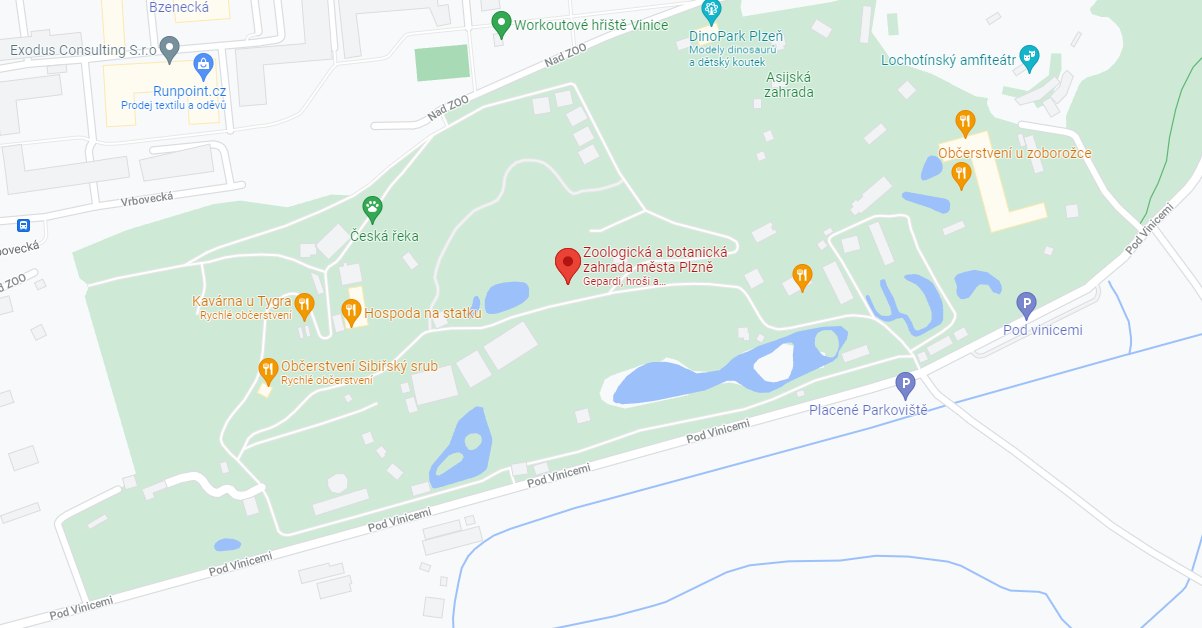 Bzenecká
Workoutové hřiště Vinice
Exodus Consulting S.r.o
Nad ZOO
DinoPark Plzeň
Modely dinosaurů
a dětský koutek
Lochotínský amfiteátr
Runpoint.cz
Prodej textilu a oděvů
Asijská
zahrada
Nad ZOO
Občerstvení u zoborožce
Vrbovecká
Česká řeka
Pod Vinicemi
bovecká
Zoologická a botanická
zahrada města Plzně
Gepardi, hroši a…
d ZOO
Kavárna u Tygra
Rychlé občerstvení
Hospoda na statku
P
Pod vinicemi
Občerstvení Sibiřský srub
Rychlé občerstvení
P
Placené Parkoviště
Pod Vinicemi
Pod Vinicemi
Pod Vinicemi
Pod Vinicemi
Pod Vinicemi